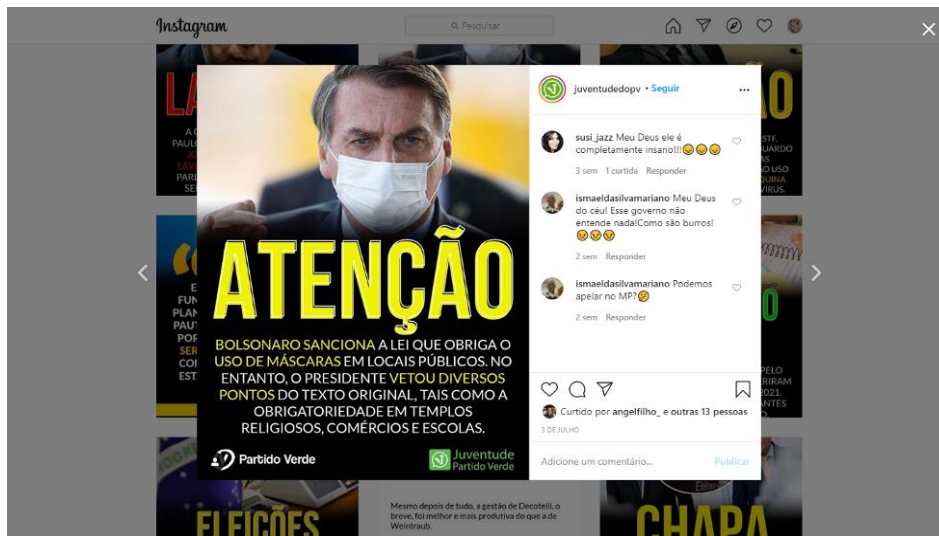 Instagram
Pesquisar
ATENÇÃO
BOLSONARO SANCIONA A LEI QUE OBRIGA O
USO DE MÁSCARAS EM LOCAIS PÚBLICOS. NO
ENTANTO, O PRESIDENTE VETOU DIVERSOS
PONTOS DO TEXTO ORIGINAL, TAIS COMO A
OBRIGATORIEDADE EM TEMPLOS
RELIGIOSOS, COMÉRCIOS E ESCOLAS.
Partido Verde
Juventude
Partido Verde
juventudedopv • Seguir
susi_jazz Meu Deus ele é
completamente insano!!!
3 sem 1 curtida Responder
ismaeldasilvamariano Meu Deus
do céu! Esse governo não
entende nada!Como são burros!
2 sem Responder
ismaeldasilvamariano Podemos
apelar no MP?
2 sem Responder
Curtido por angelfilho_ e outras 13 pessoas
3 DE JULHO
Adicione um comentário...
Publicar
ELEIÇÕES
Mesmo depois de tudo, a gestão de Decotelli, o
breve, foi melhor e mais produtiva do que a de
Weintraub.
CHAPA